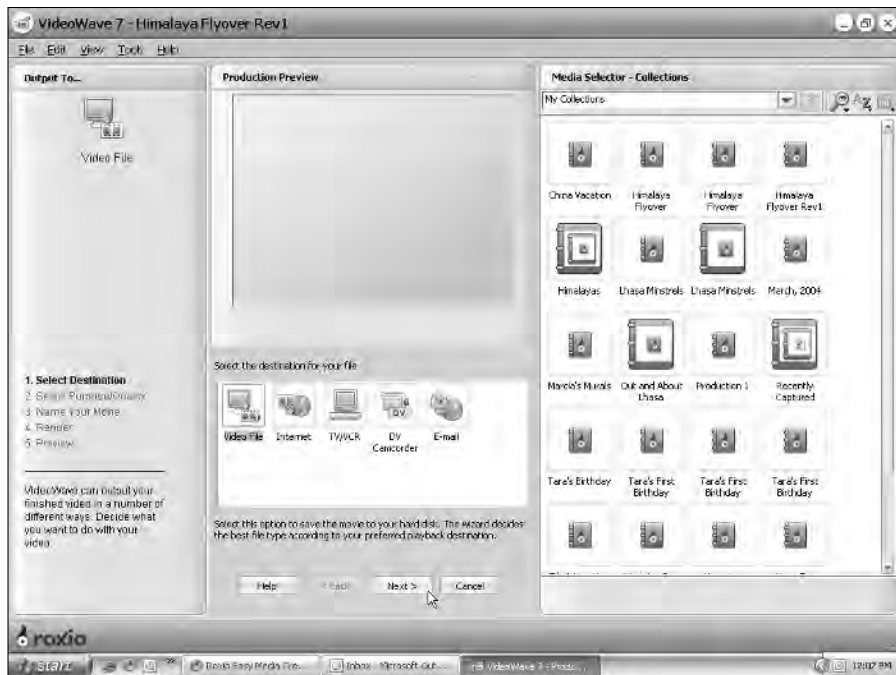 VideoWave 7 - Himalaya Flyover Rev1
File Edit View Tools Help
Output To...
Video File
1. Select Destination
2. Select Purpose/Quality
3. Name Your Movie
4. Render
5. Preview
VideoWave can output your
finished video in a number of
different ways. Decide what
you want to do with your
video.
Production Preview
Select the destination for your file
Video File Internet TV/VCR DV Camcorder E-mail
Select this option to save the movie to your hard disk. The wizard decides
the best file type according to your preferred playback destination.
Help < Back Next > Cancel
Media Selector - Collections
My Collections
China Vacation Himalaya Flyover Himalaya Flyover Himalaya Flyover Rev1
Himalayas Lhasa Minstrels Lhasa Minstrels March, 2004
Marcia's Murals Out and About Lhasa Production 1 Recently Captured
Tara's Birthday Tara's First Birthday Tara's First Birthday Tara's First Birthday
roxio
start Roxio Easy Media Cre... Inbox - Microsoft Out... VideoWave 7 - Produc... 12:02 PM